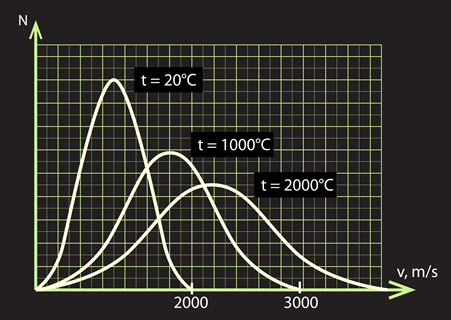 N
t = 20°C
t = 1000°C
t = 2000°C
v, m/s
2000
3000